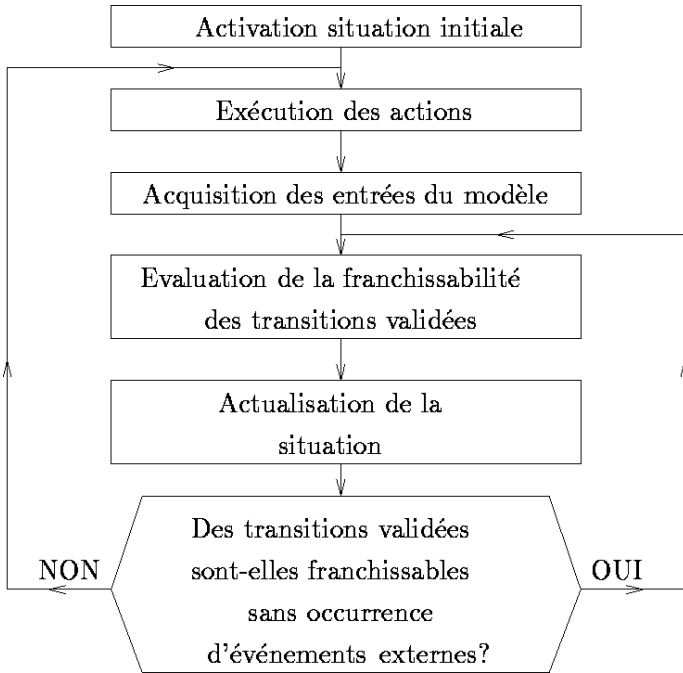 Activation situation initiale
Exécution des actions
Acquisition des entrées du modèle
Evaluation de la franchissabilité
des transitions validées
Actualisation de la
situation
Des transitions validées
sont-elles franchissables
sans occurrence
d'événements externes?
NON
OUI